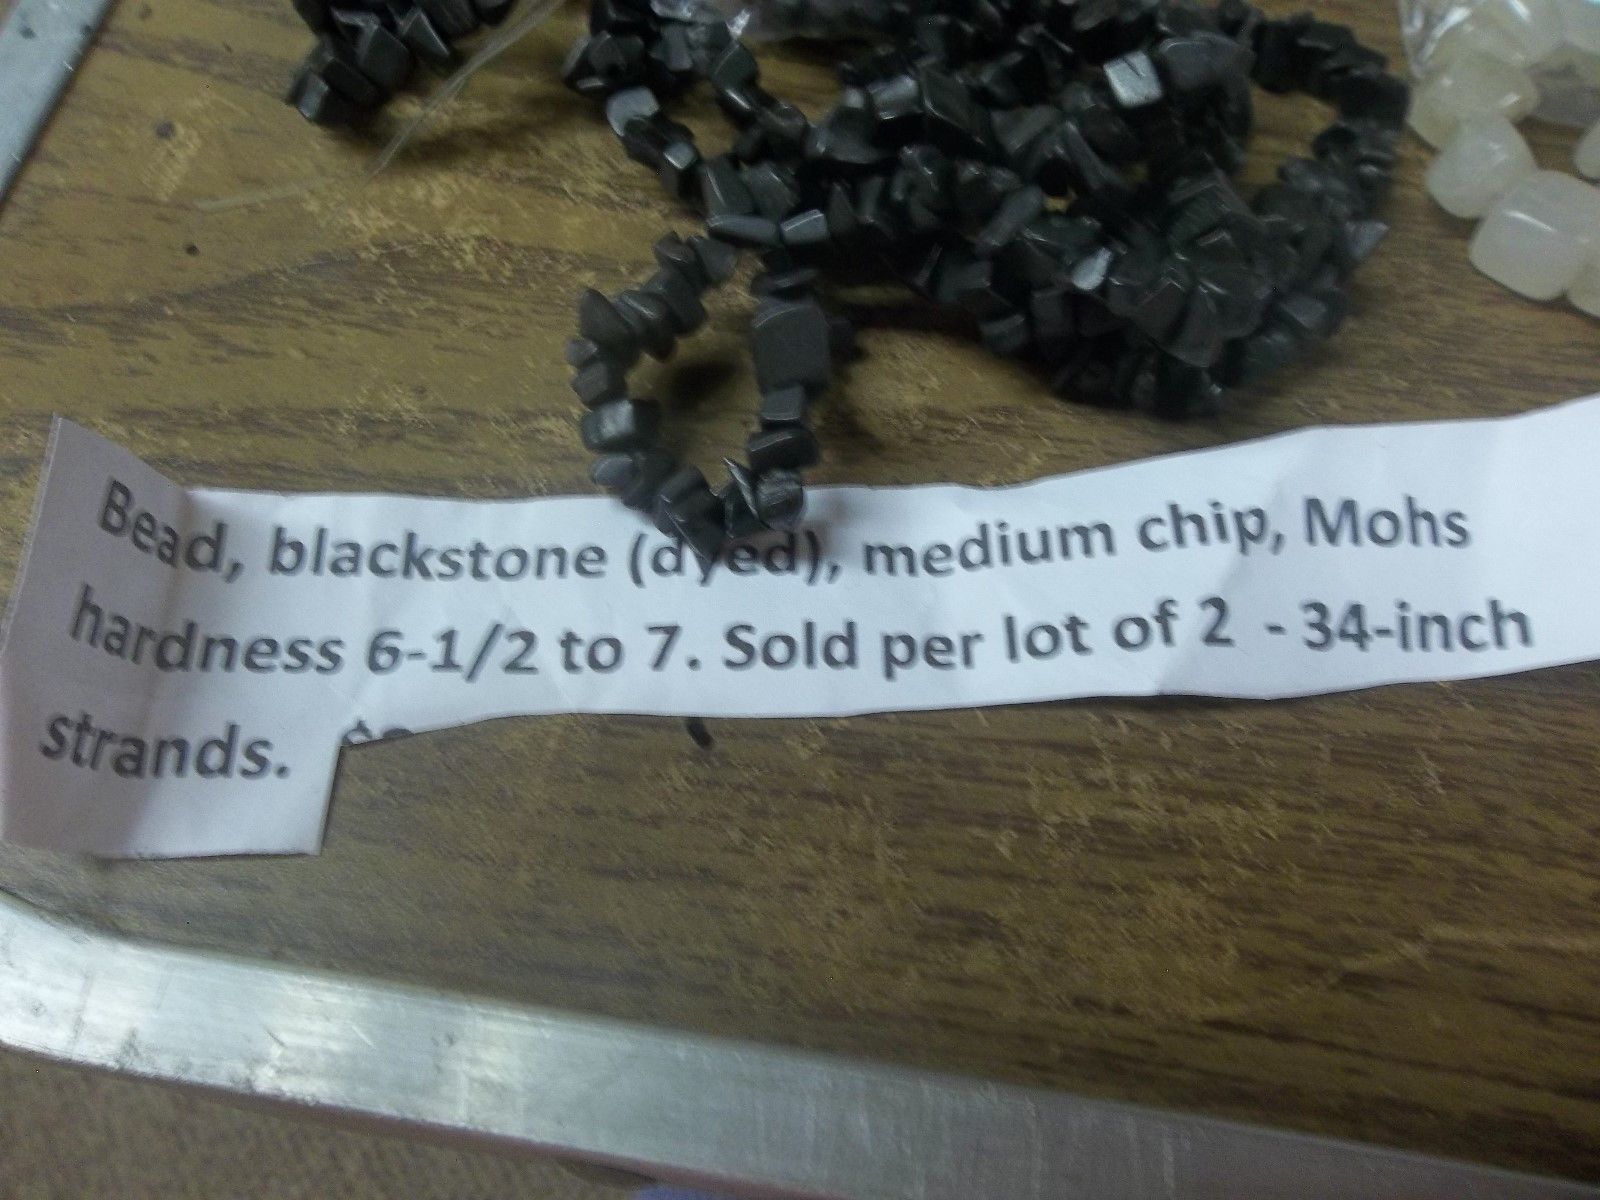 Bead, blackstone (dyed), medium chip, Mohs
hardness 6-1/2 to 7. Sold per lot of 2 - 34-inch
strands.